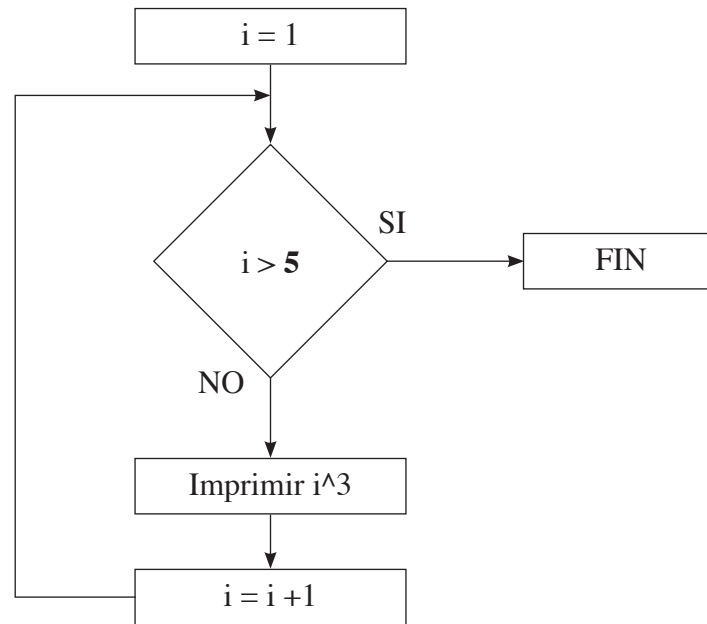 i = 1
i > 5
SI
FIN
NO
Imprimir i^3
i = i +1